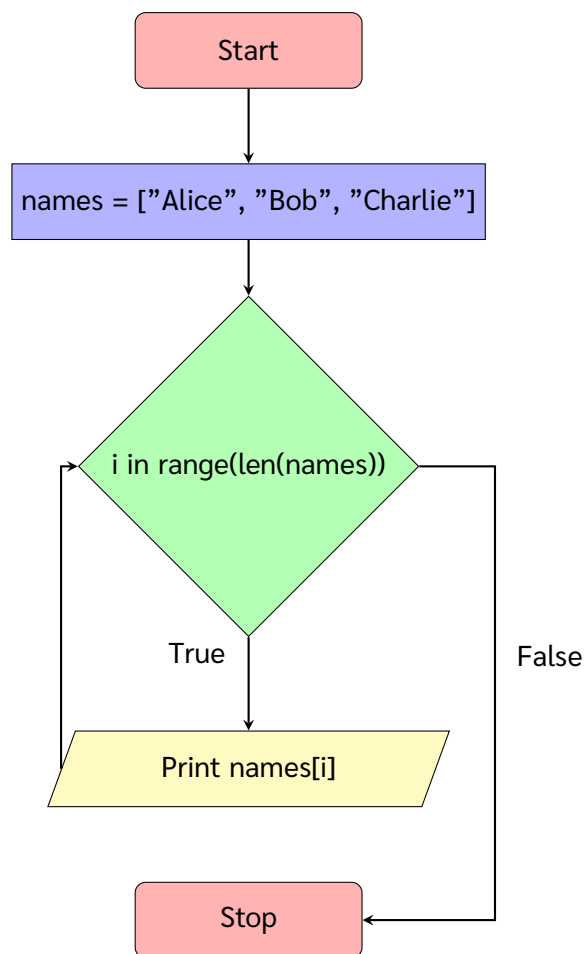 Start
names = [”Alice”, ”Bob”, ”Charlie”]
i in range(len(names))
True
False
Print names[i]
Stop